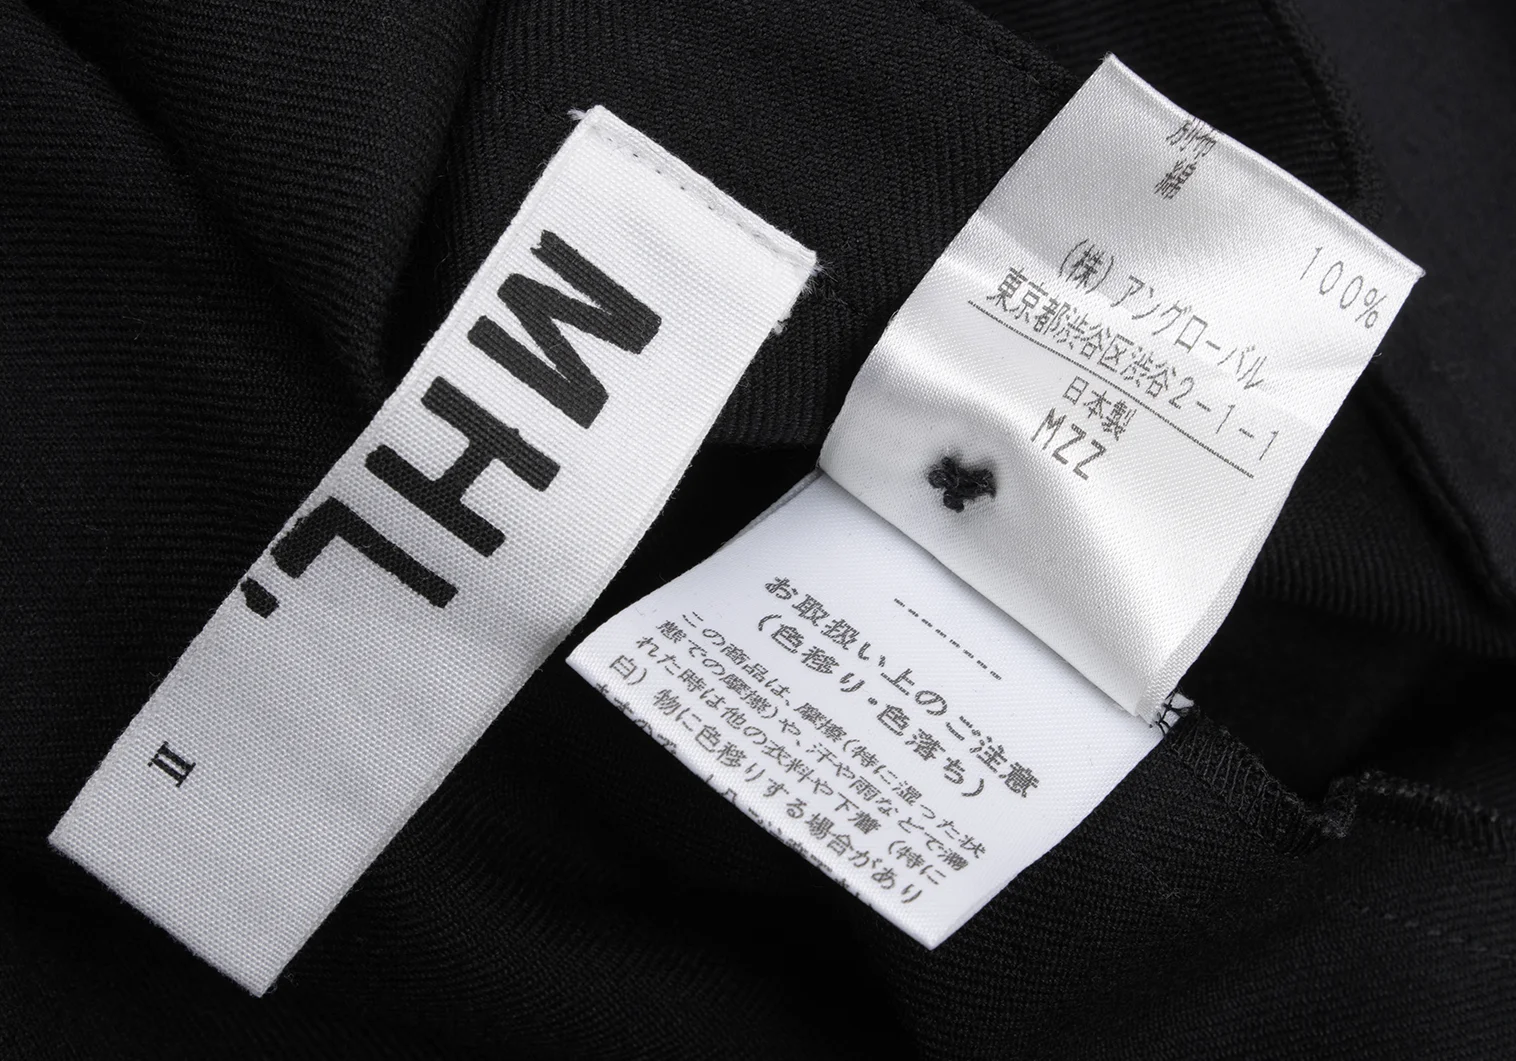 MHL.
II
別布
綿 100%
(株)アングローバル
東京都渋谷区渋谷2-1-1
日本製
MZZ
-----
お取扱い上のご注意
(色移り・色落ち)
この商品は、摩擦(特に湿った状
態での摩擦)や、汗や雨などで濡
れた時は他の衣料や下着(特に
白)物に色移りする場合があり
ますので